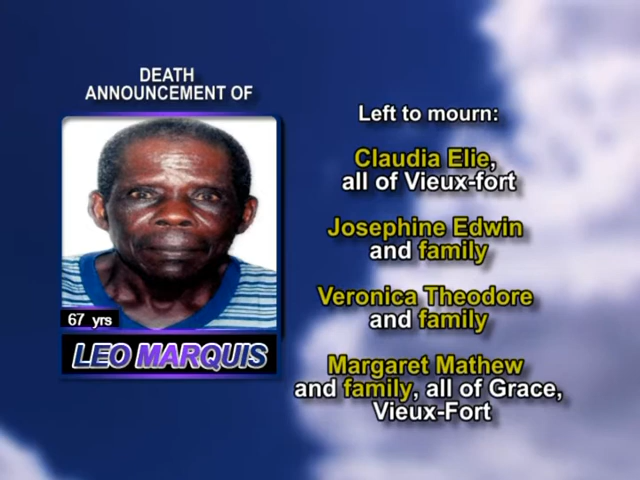 DEATH
ANNOUNCEMENT OF
67 yrs
LEO MARQUIS
Left to mourn:
Claudia Elie,
all of Vieux-fort
Josephine Edwin
and family
Veronica Theodore
and family
Margaret Mathew
and family, all of Grace,
Vieux-Fort